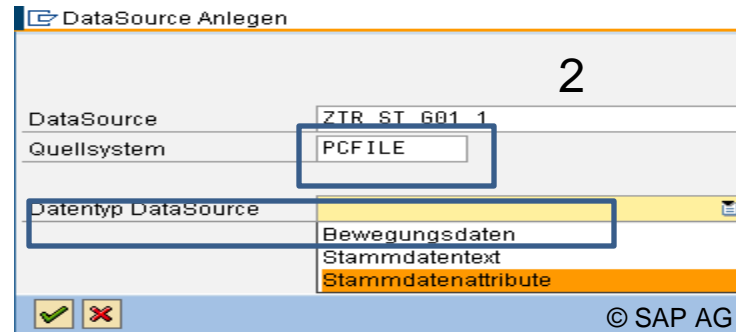 DataSource Anlegen
2
DataSource ZTR_ST_G01_1
Quellsystem PCFILE
Datentyp DataSource
Bewegungsdaten
Stammdatentext
Stammdatenattribute
© SAP AG